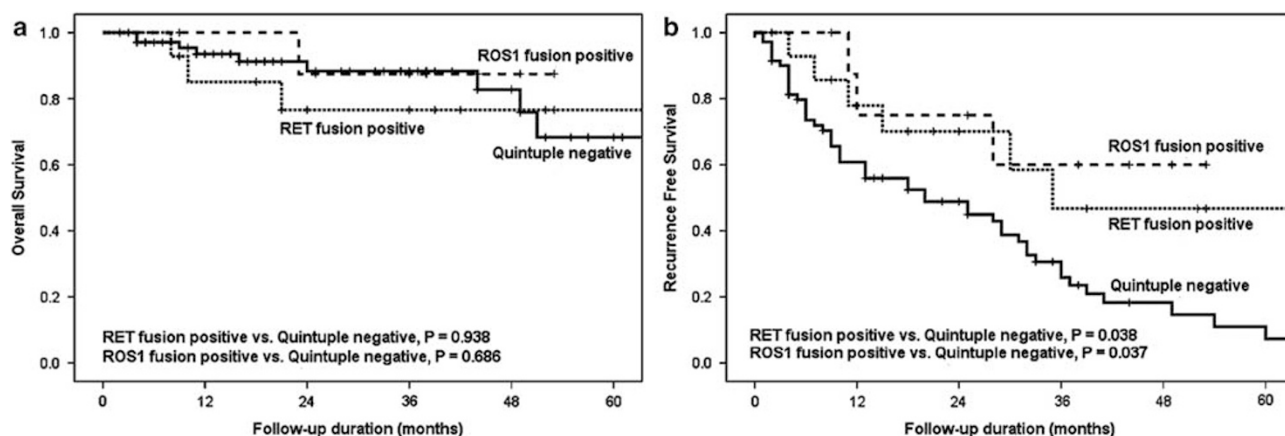 a
Overall Survival
1.0
0.8
0.6
0.4
0.2
0.0
ROS1 fusion positive
RET fusion positive
Quintuple negative
RET fusion positive vs. Quintuple negative, P = 0.938
ROS1 fusion positive vs. Quintuple negative, P = 0.686
0 12 24 36 48 60
Follow-up duration (months)
b
Recurrence Free Survival
1.0
0.8
0.6
0.4
0.2
0.0
ROS1 fusion positive
RET fusion positive
Quintuple negative
RET fusion positive vs. Quintuple negative, P = 0.038
ROS1 fusion positive vs. Quintuple negative, P = 0.037
0 12 24 36 48 60
Follow-up duration (months)